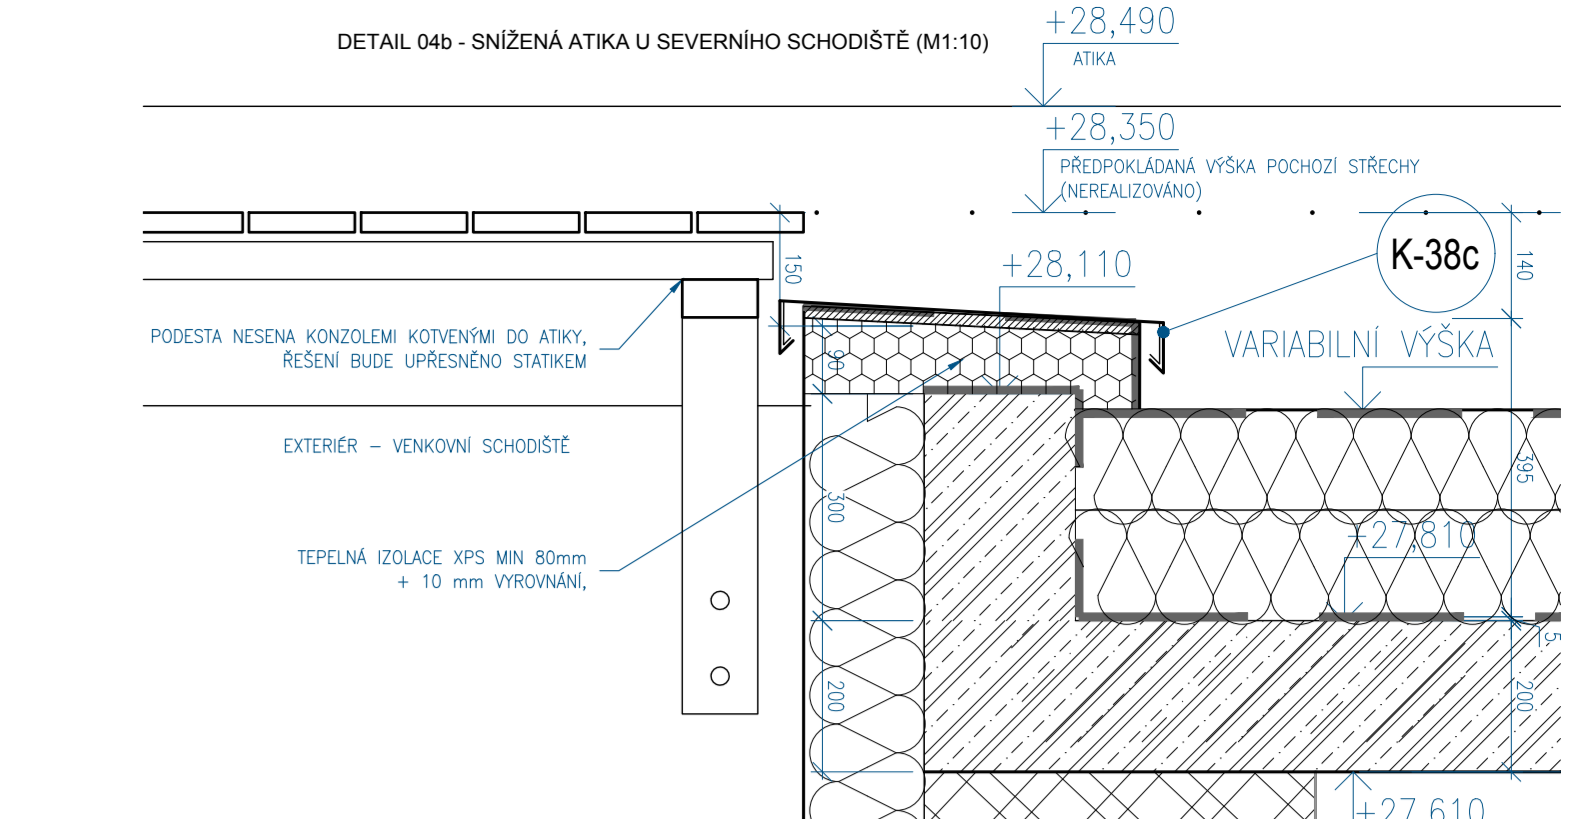 DETAIL 04b - SNÍŽENÁ ATIKA U SEVERNÍHO SCHODIŠTĚ (M1:10)
+28,490
ATIKA
+28,350
PŘEDPOKLÁDANÁ VÝŠKA POCHOZÍ STŘECHY
(NEREALIZOVÁNO)
K-38c
150
+28,110
140
PODESTA NESENA KONZOLEMI KOTVENÝMI DO ATIKY,
ŘEŠENÍ BUDE UPŘESNĚNO STATIKEM
90
VARIABILNÍ VÝŠKA
EXTERIÉR – VENKOVNÍ SCHODIŠTĚ
395
300
+27,810
TEPELNÁ IZOLACE XPS MIN 80mm
+ 10 mm VYROVNÁNÍ,
5
200
200
+27,610